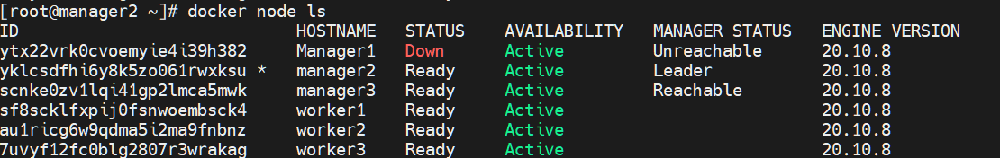 [root@manager2 ~]# docker node ls
ID HOSTNAME STATUS AVAILABILITY MANAGER STATUS ENGINE VERSION
ytx22vrk0cvoemyie4i39h382 Manager1 Down Active Unreachable 20.10.8
yklcsdfhi6y8k5zo061rwxksu * manager2 Ready Active Leader 20.10.8
scnke0zv1lqi41gp2lmca5mwk manager3 Ready Active Reachable 20.10.8
sf8scklfxpij0fsnwoembsck4 worker1 Ready Active 20.10.8
au1ricg6w9qdma5i2ma9fnbnz worker2 Ready Active 20.10.8
7uvyf12fc0blg2807r3wrakag worker3 Ready Active 20.10.8